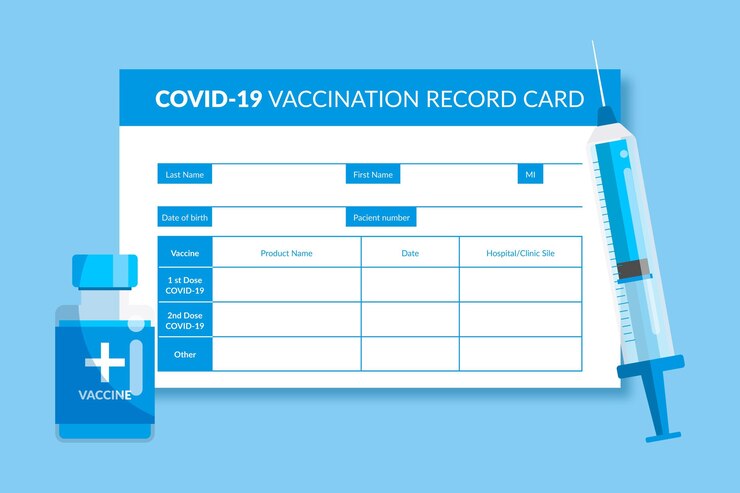 COVID-19 VACCINATION RECORD CARD
Last Name First Name MI
Date of birth Pacient number
Vaccine Product Name Date Hospital/Clinic Sile
1 st Dose
COVID-19
2nd Dose
COVID-19
Other
VACCINE